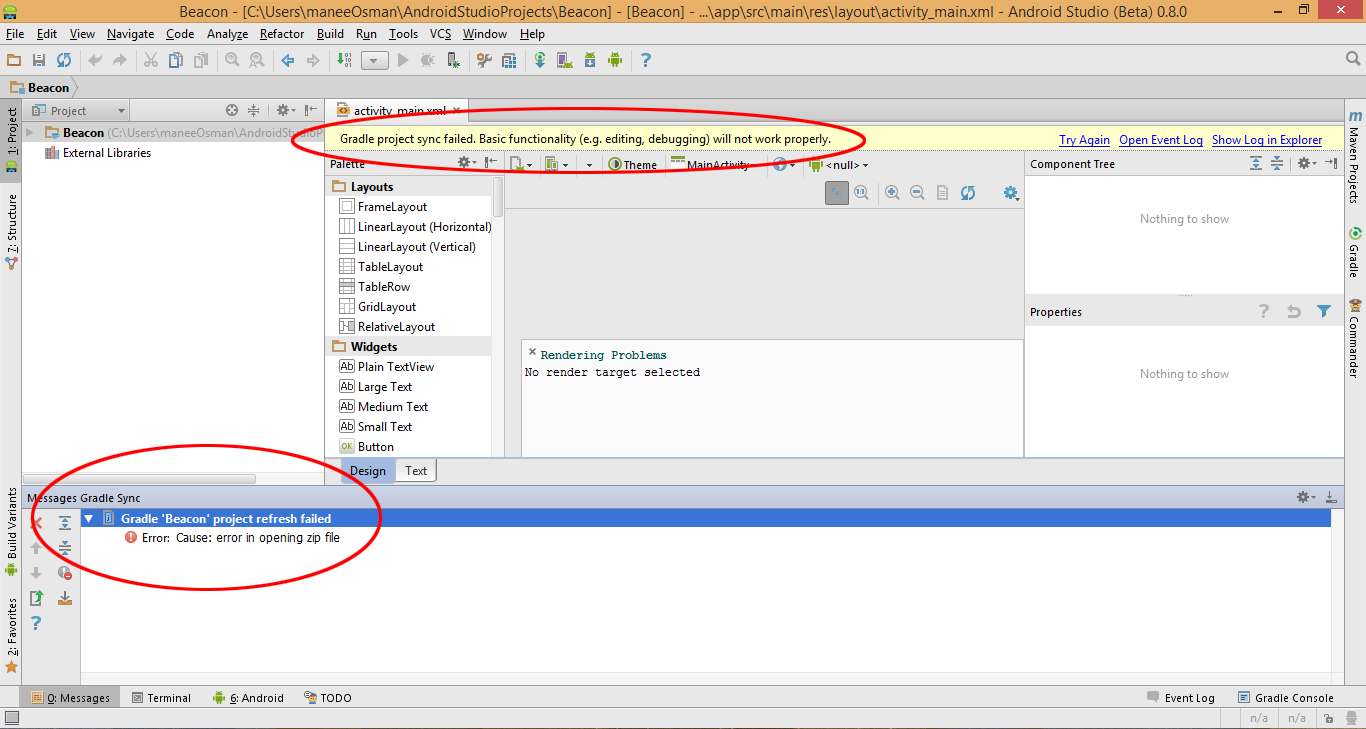 Beacon - [C:\Users\maneeOsman\AndroidStudioProjects\Beacon] - [Beacon] - ...\app\src\main\res\layout\activity_main.xml - Android Studio (Beta) 0.8.0
File Edit View Navigate Code Analyze Refactor Build Run Tools VCS Window Help
Beacon
Project
activity_main.xml
1: Project
7: Structure
Build Variants
2: Favorites
Beacon (C:\Users\maneeOsman\AndroidStudioP
External Libraries
Gradle project sync failed. Basic functionality (e.g. editing, debugging) will not work properly.
Try Again Open Event Log Show Log in Explorer
Palette
Theme MainActivity <null>
Layouts
FrameLayout
LinearLayout (Horizontal)
LinearLayout (Vertical)
TableLayout
TableRow
GridLayout
RelativeLayout
Widgets
Ab Plain TextView
Ab Large Text
Ab Medium Text
Ab Small Text
OK Button
Design Text
Rendering Problems
No render target selected
Component Tree
Nothing to show
Properties
Nothing to show
m Maven Projects
Gradle
Commander
Messages Gradle Sync
Gradle 'Beacon' project refresh failed
Error: Cause: error in opening zip file
0: Messages Terminal 6: Android TODO Event Log Gradle Console
n/a n/a